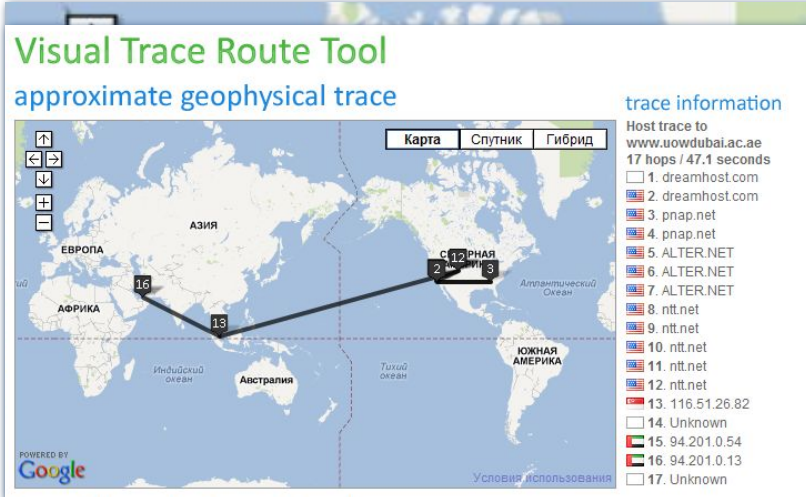 Visual Trace Route Tool
approximate geophysical trace
Карта
Спутник
Гибрид
АЗИЯ
ЕВРОПА
АФРИКА
16
13
2
12
3
Атлантический
Океан
Индийский
океан
Австралия
Тихий
океан
ЮЖНАЯ
АМЕРИКА
POWERED BY
Google
Условия использования
trace information
Host trace to
www.uowdubai.ac.ae
17 hops / 47.1 seconds
1. dreamhost.com
2. dreamhost.com
3. pnap.net
4. pnap.net
5. ALTER.NET
6. ALTER.NET
7. ALTER.NET
8. ntt.net
9. ntt.net
10. ntt.net
11. ntt.net
12. ntt.net
13. 116.51.26.82
14. Unknown
15. 94.201.0.54
16. 94.201.0.13
17. Unknown